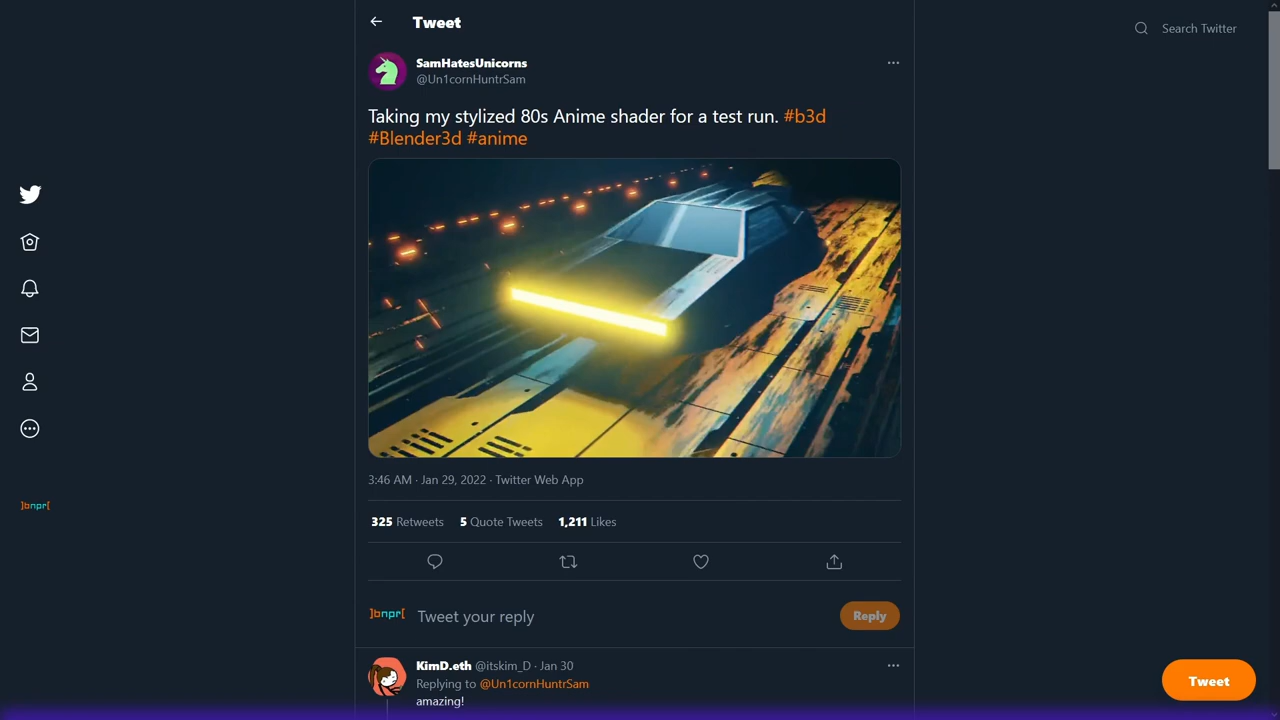 Tweet
Search Twitter
SamHatesUnicorns
@Un1cornHuntrSam
Taking my stylized 80s Anime shader for a test run. #b3d
#Blender3d #anime
3:46 AM · Jan 29, 2022 · Twitter Web App
325 Retweets 5 Quote Tweets 1,211 Likes
]bnpr[
]bnpr[ Tweet your reply Reply
KimD.eth @itskim_D · Jan 30
Replying to @Un1cornHuntrSam
amazing!
Tweet